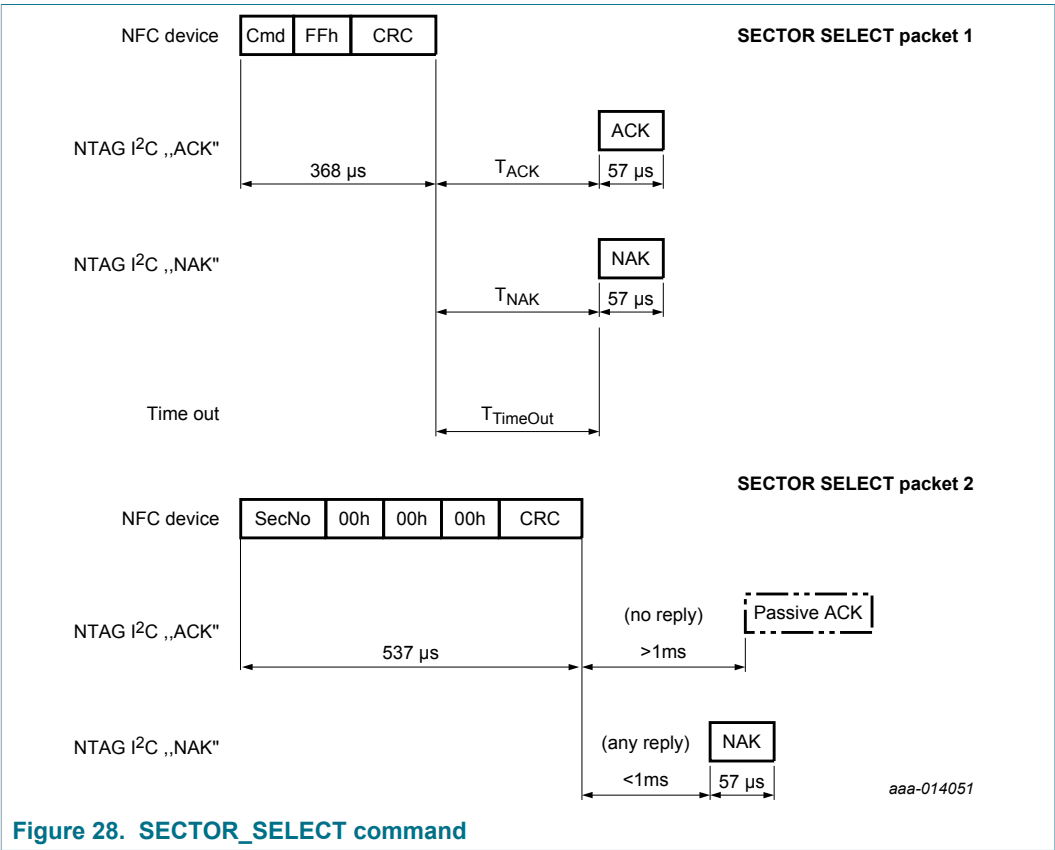 NFC device Cmd FFh CRC SECTOR SELECT packet 1
ACK
NTAG I2C ,,ACK"
368 µs TACK 57 µs
NAK
NTAG I2C ,,NAK"
TNAK 57 µs
Time out TTimeOut
SECTOR SELECT packet 2
NFC device SecNo 00h 00h 00h CRC
(no reply) Passive ACK
NTAG I2C ,,ACK"
537 µs >1ms
NTAG I2C ,,NAK" (any reply) NAK
<1ms 57 µs aaa-014051
Figure 28. SECTOR_SELECT command